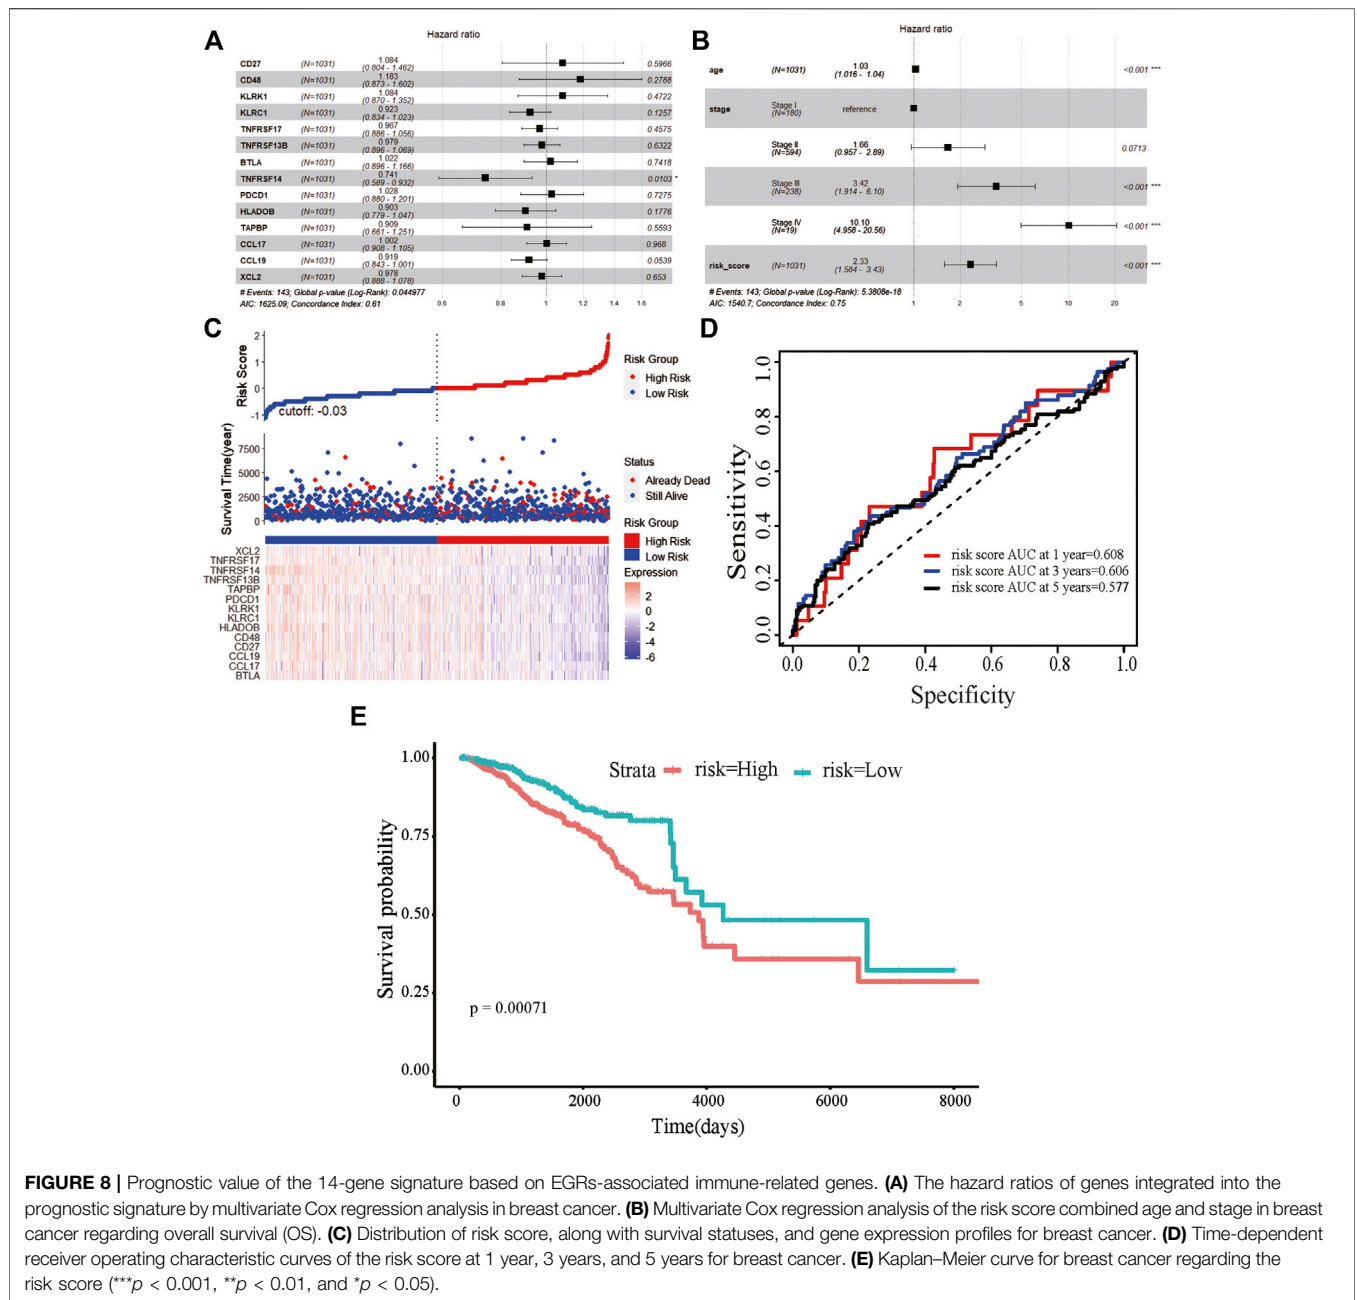 A
Hazard ratio
CD27 (N=1031) 1.084 (0.804 - 1.462) 0.5966
CD48 (N=1031) 1.183 (0.873 - 1.602) 0.2788
KLRK1 (N=1031) 1.084 (0.870 - 1.352) 0.4722
KLRC1 (N=1031) 0.923 (0.834 - 1.023) 0.1257
TNFRSF17 (N=1031) 0.967 (0.886 - 1.056) 0.4575
TNFRSF13B (N=1031) 0.979 (0.896 - 1.069) 0.6322
BTLA (N=1031) 1.022 (0.896 - 1.166) 0.7418
TNFRSF14 (N=1031) 0.741 (0.589 - 0.932) 0.0103 *
PDCD1 (N=1031) 1.028 (0.880 - 1.201) 0.7275
HLADOB (N=1031) 0.903 (0.779 - 1.047) 0.1776
TAPBP (N=1031) 0.909 (0.661 - 1.251) 0.5593
CCL17 (N=1031) 1.002 (0.908 - 1.105) 0.968
CCL19 (N=1031) 0.919 (0.843 - 1.001) 0.0539
XCL2 (N=1031) 0.978 (0.888 - 1.078) 0.653
# Events: 143; Global p-value (Log-Rank): 0.044977
AIC: 1625.09; Concordance Index: 0.61
0.6 0.8 1 1.2 1.4 1.6
B
Hazard ratio
age (N=1031) 1.03 (1.016 - 1.04) <0.001 ***
stage Stage I (N=180) reference
Stage II (N=594) 1.66 (0.957 - 2.89) 0.0713
Stage III (N=238) 3.42 (1.914 - 6.10) <0.001 ***
Stage IV (N=19) 10.10 (4.958 - 20.56) <0.001 ***
risk_score (N=1031) 2.33 (1.584 - 3.43) <0.001 ***
# Events: 143; Global p-value (Log-Rank): 5.3808e-18
AIC: 1540.7; Concordance Index: 0.75
1 2 5 10 20
C
Risk Score
2
1
0
-1
cutoff: -0.03
Risk Group
High Risk
Low Risk
Survival Time(year)
7500
5000
2500
0
Status
Already Dead
Still Alive
Risk Group
High Risk
Low Risk
XCL2
TNFRSF17
TNFRSF14
TNFRSF13B
TAPBP
PDCD1
KLRK1
KLRC1
HLADOB
CD48
CD27
CCL19
CCL17
BTLA
Expression
2
0
-2
-4
-6
D
Sensitivity
1.0
0.8
0.6
0.4
0.2
0.0
risk score AUC at 1 year=0.608
risk score AUC at 3 years=0.606
risk score AUC at 5 years=0.577
0.0 0.2 0.4 0.6 0.8 1.0
Specificity
E
Strata risk=High risk=Low
Survival probability
1.00
0.75
0.50
0.25
0.00
p = 0.00071
0 2000 4000 6000 8000
Time(days)
FIGURE 8 | Prognostic value of the 14-gene signature based on EGRs-associated immune-related genes. (A) The hazard ratios of genes integrated into the
prognostic signature by multivariate Cox regression analysis in breast cancer. (B) Multivariate Cox regression analysis of the risk score combined age and stage in breast
cancer regarding overall survival (OS). (C) Distribution of risk score, along with survival statuses, and gene expression profiles for breast cancer. (D) Time-dependent
receiver operating characteristic curves of the risk score at 1 year, 3 years, and 5 years for breast cancer. (E) Kaplan–Meier curve for breast cancer regarding the
risk score (***p < 0.001, **p < 0.01, and *p < 0.05).